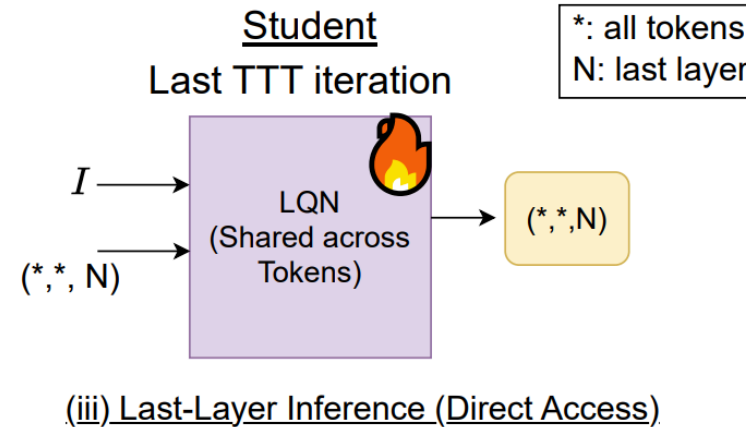 Student
Last TTT iteration
*: all tokens
N: last layer
I
(*,*, N)
LQN
(Shared across
Tokens)
(*,*,N)
(iii) Last-Layer Inference (Direct Access)